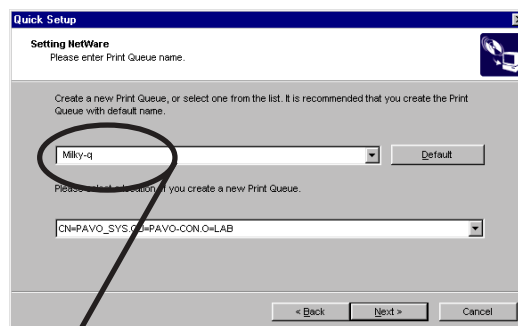 Quick Setup
Setting NetWare
Please enter Print Queue name.
Create a new Print Queue, or select one from the list. It is recommended that you create the Print
Queue with default name.
Milky-q
Default
Please select a location if you create a new Print Queue.
CN=PAVO_SYS.OU=PAVO-CON.O=LAB
< Back
Next >
Cancel